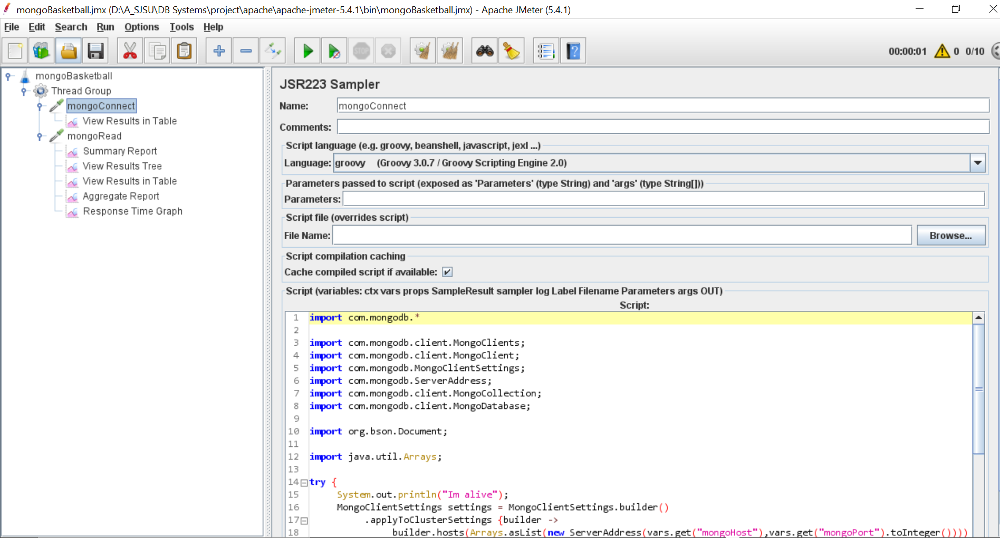 mongoBasketball.jmx (D:\A_SJSU\DB Systems\project\apache\apache-jmeter-5.4.1\bin\mongoBasketball.jmx) - Apache JMeter (5.4.1)
File Edit Search Run Options Tools Help
STOP
00:00:01 0 0/10
mongoBasketball
Thread Group
mongoConnect
View Results in Table
mongoRead
Summary Report
View Results Tree
View Results in Table
Aggregate Report
Response Time Graph
JSR223 Sampler
Name: mongoConnect
Comments:
Script language (e.g. groovy, beanshell, javascript, jexl ...)
Language: groovy (Groovy 3.0.7 / Groovy Scripting Engine 2.0)
Parameters passed to script (exposed as 'Parameters' (type String) and 'args' (type String[]))
Parameters:
Script file (overrides script)
File Name: Browse...
Script compilation caching
Cache compiled script if available:
Script (variables: ctx vars props SampleResult sampler log Label Filename Parameters args OUT)
Script:
1 import com.mongodb.*
2
3 import com.mongodb.client.MongoClients;
4 import com.mongodb.client.MongoClient;
5 import com.mongodb.MongoClientSettings;
6 import com.mongodb.ServerAddress;
7 import com.mongodb.client.MongoCollection;
8 import com.mongodb.client.MongoDatabase;
9
10 import org.bson.Document;
11
12 import java.util.Arrays;
13
14 try {
15 System.out.println("Im alive");
16 MongoClientSettings settings = MongoClientSettings.builder()
17 .applyToClusterSettings {builder ->
18 builder.hosts(Arrays.asList(new ServerAddress(vars.get("mongoHost"),vars.get("mongoPort").toInteger())))